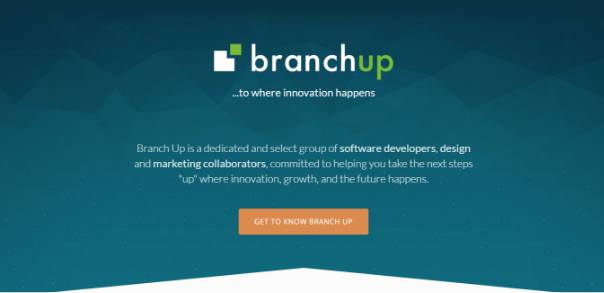 branchup
...to where innovation happens
Branch Up is a dedicated and select group of software developers, design
and marketing collaborators, committed to helping you take the next steps
"up" where innovation, growth, and the future happens.
GET TO KNOW BRANCH UP